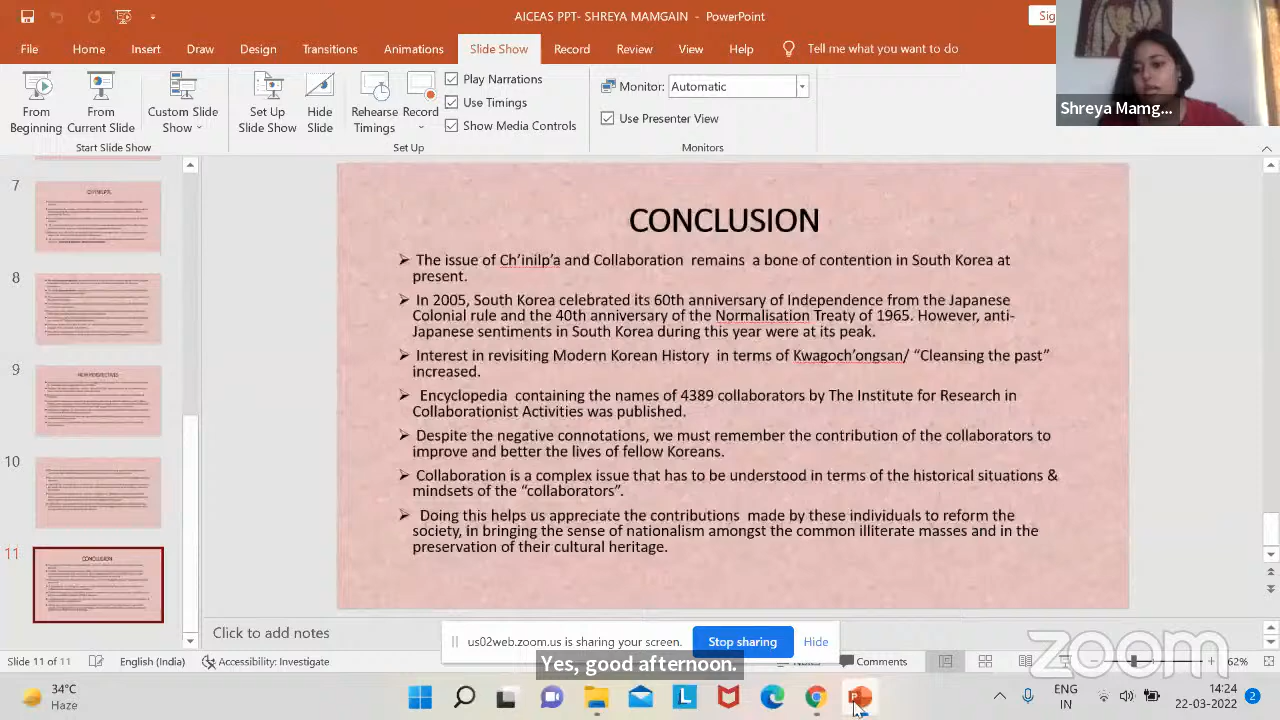 AICEAS PPT- SHREYA MAMGAIN - PowerPoint
Sig
File Home Insert Draw Design Transitions Animations Slide Show Record Review View Help Tell me what you want to do
From Beginning
From Current Slide
Custom Slide Show
Set Up Slide Show
Hide Slide
Rehearse Timings
Record
Play Narrations
Use Timings
Show Media Controls
Monitor: Automatic
Use Presenter View
Start Slide Show
Set Up
Monitors
Shreya Mamg...
7
8
9
10
11
CONCLUSION
➢ The issue of Ch'inilp'a and Collaboration remains a bone of contention in South Korea at
present.
➢ In 2005, South Korea celebrated its 60th anniversary of Independence from the Japanese
Colonial rule and the 40th anniversary of the Normalisation Treaty of 1965. However, anti-
Japanese sentiments in South Korea during this year were at its peak.
➢ Interest in revisiting Modern Korean History in terms of Kwagoch'ongsan/ "Cleansing the past"
increased.
➢ Encyclopedia containing the names of 4389 collaborators by The Institute for Research in
Collaborationist Activities was published.
➢ Despite the negative connotations, we must remember the contribution of the collaborators to
improve and better the lives of fellow Koreans.
➢ Collaboration is a complex issue that has to be understood in terms of the historical situations &
mindsets of the "collaborators".
➢ Doing this helps us appreciate the contributions made by these individuals to reform the
society, in bringing the sense of nationalism amongst the common illiterate masses and in the
preservation of their cultural heritage.
Click to add notes
us02web.zoom.us is sharing your screen. Stop sharing Hide
Yes, good afternoon.
Slide 11 of 11 English (India) Accessibility: Investigate Notes Comments
zoom
34°C
Haze
ENG
IN
14:24
22-03-2022
2